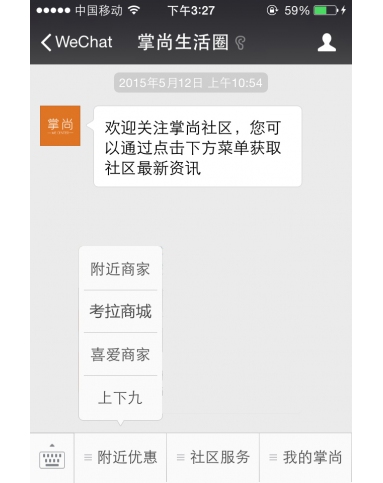 中国移动 下午3:27 59%
WeChat 掌尚生活圈
2015年5月12日 上午10:54
掌尚
欢迎关注掌尚社区，您可
以通过点击下方菜单获取
社区最新资讯
附近商家
考拉商城
喜爱商家
上下九
附近优惠 社区服务 我的掌尚